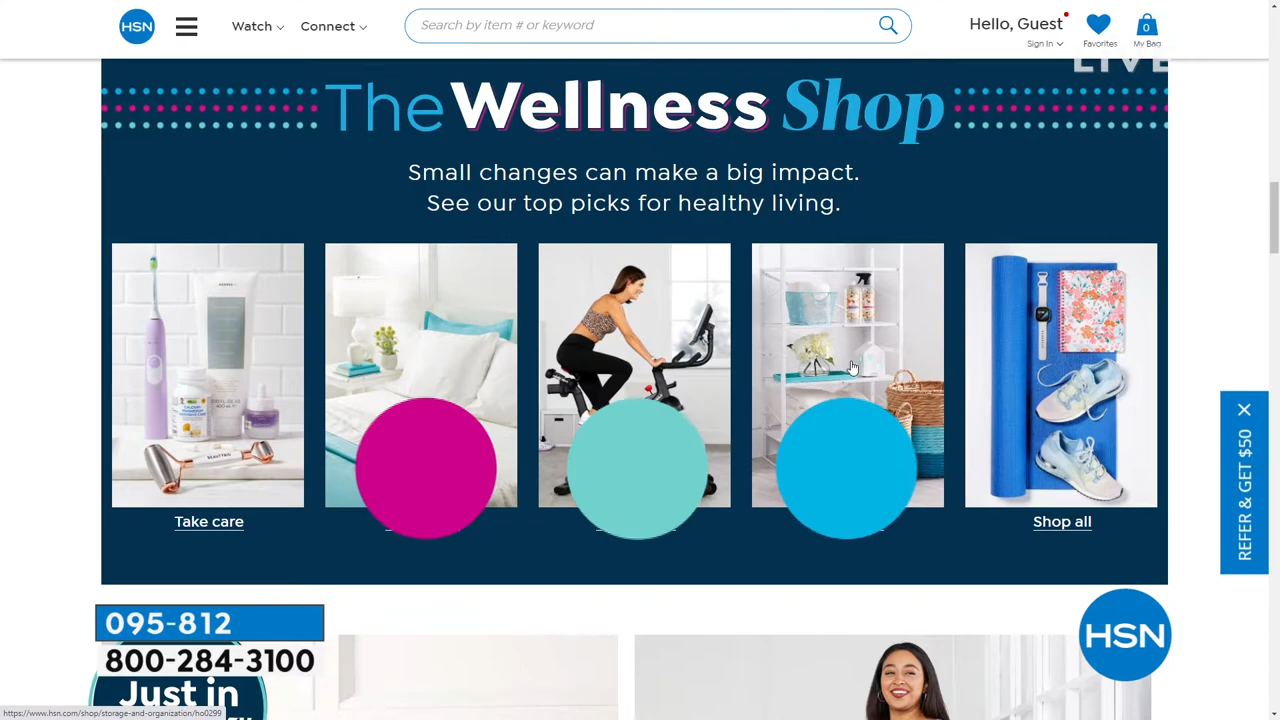 HSN
Watch
Connect
Search by item # or keyword
Hello, Guest
Sign In
Favorites
0
My Bag
LIVE
The Wellness Shop
Small changes can make a big impact.
See our top picks for healthy living.
Take care
Shop all
REFER & GET $50
095-812
800-284-3100
HSN
Just in
https://www.hsn.com/shop/storage-and-organization/ho0299